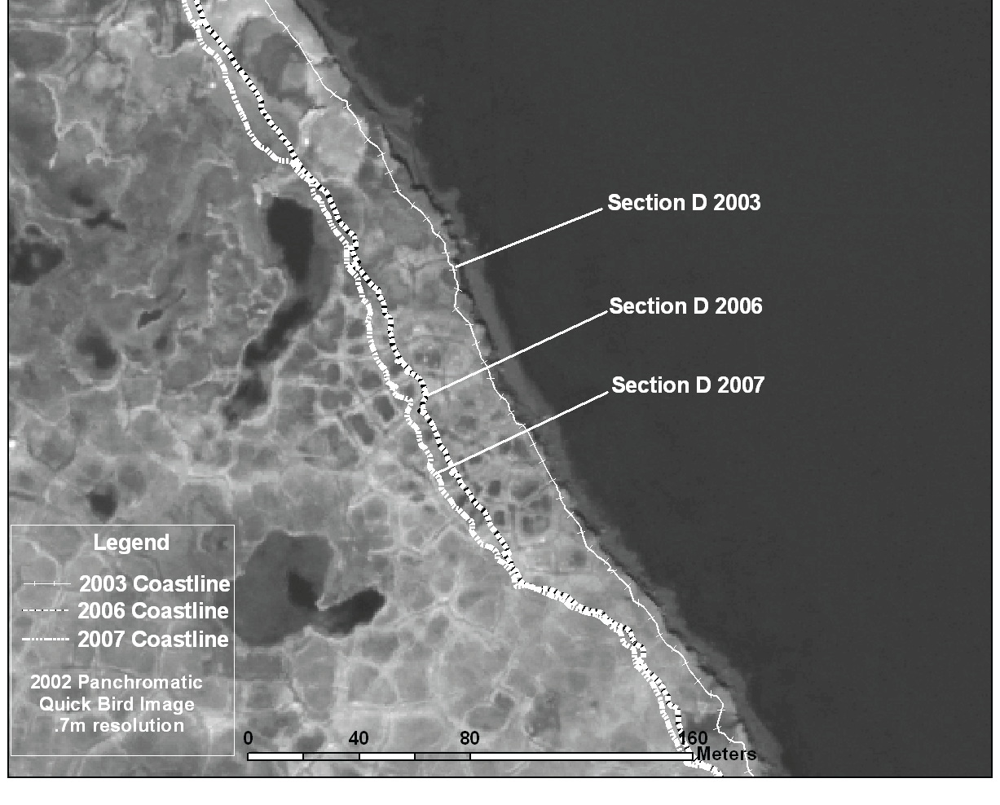 Section D 2003
Section D 2006
Section D 2007
Legend
2003 Coastline
2006 Coastline
2007 Coastline
2002 Panchromatic
Quick Bird Image
.7m resolution
0 40 80 160
Meters